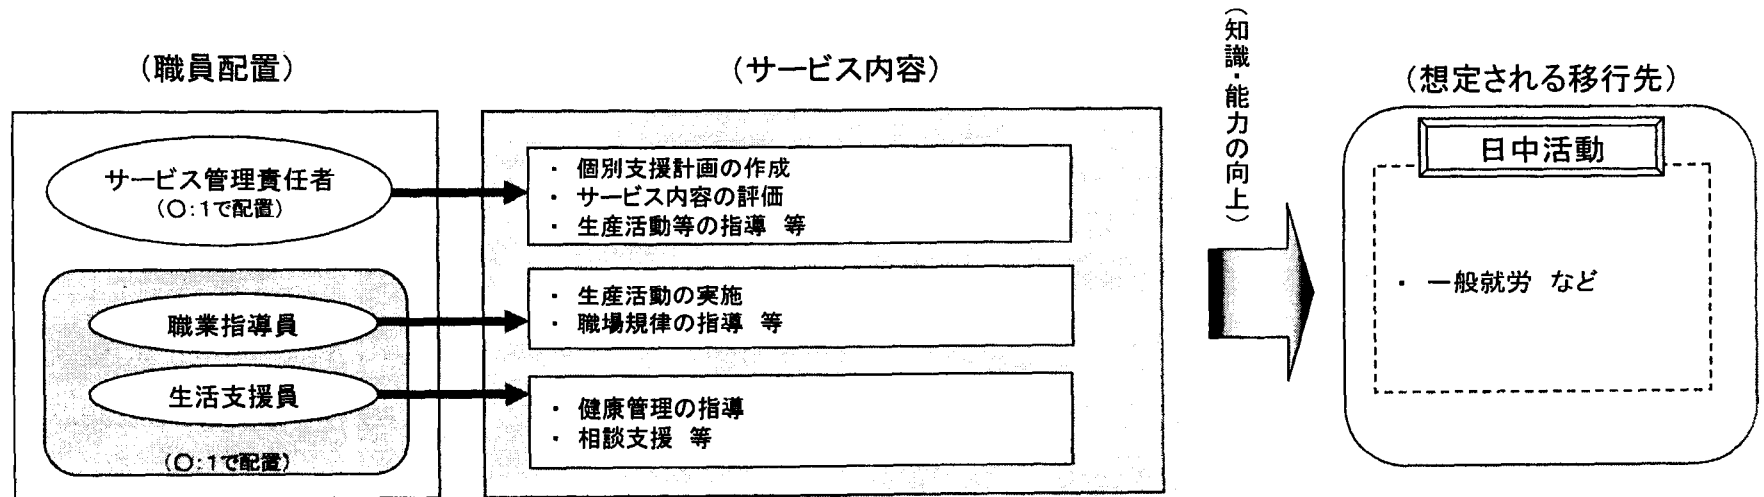 (職員配置)
サービス管理責任者
(○:1で配置)
職業指導員
生活支援員
(○:1で配置)
(サービス内容)
・ 個別支援計画の作成
・ サービス内容の評価
・ 生産活動等の指導 等
・ 生産活動の実施
・ 職場規律の指導 等
・ 健康管理の指導
・ 相談支援 等
(知識・能力の向上)
(想定される移行先)
日中活動
・ 一般就労 など